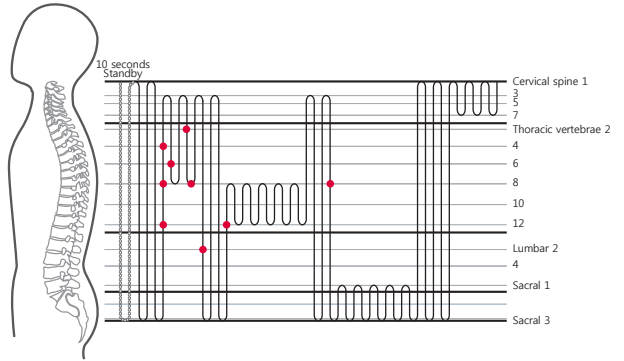 10 seconds
Standby
Cervical spine 1
3
5
7
Thoracic vertebrae 2
4
6
8
10
12
Lumbar 2
4
Sacral 1
Sacral 3